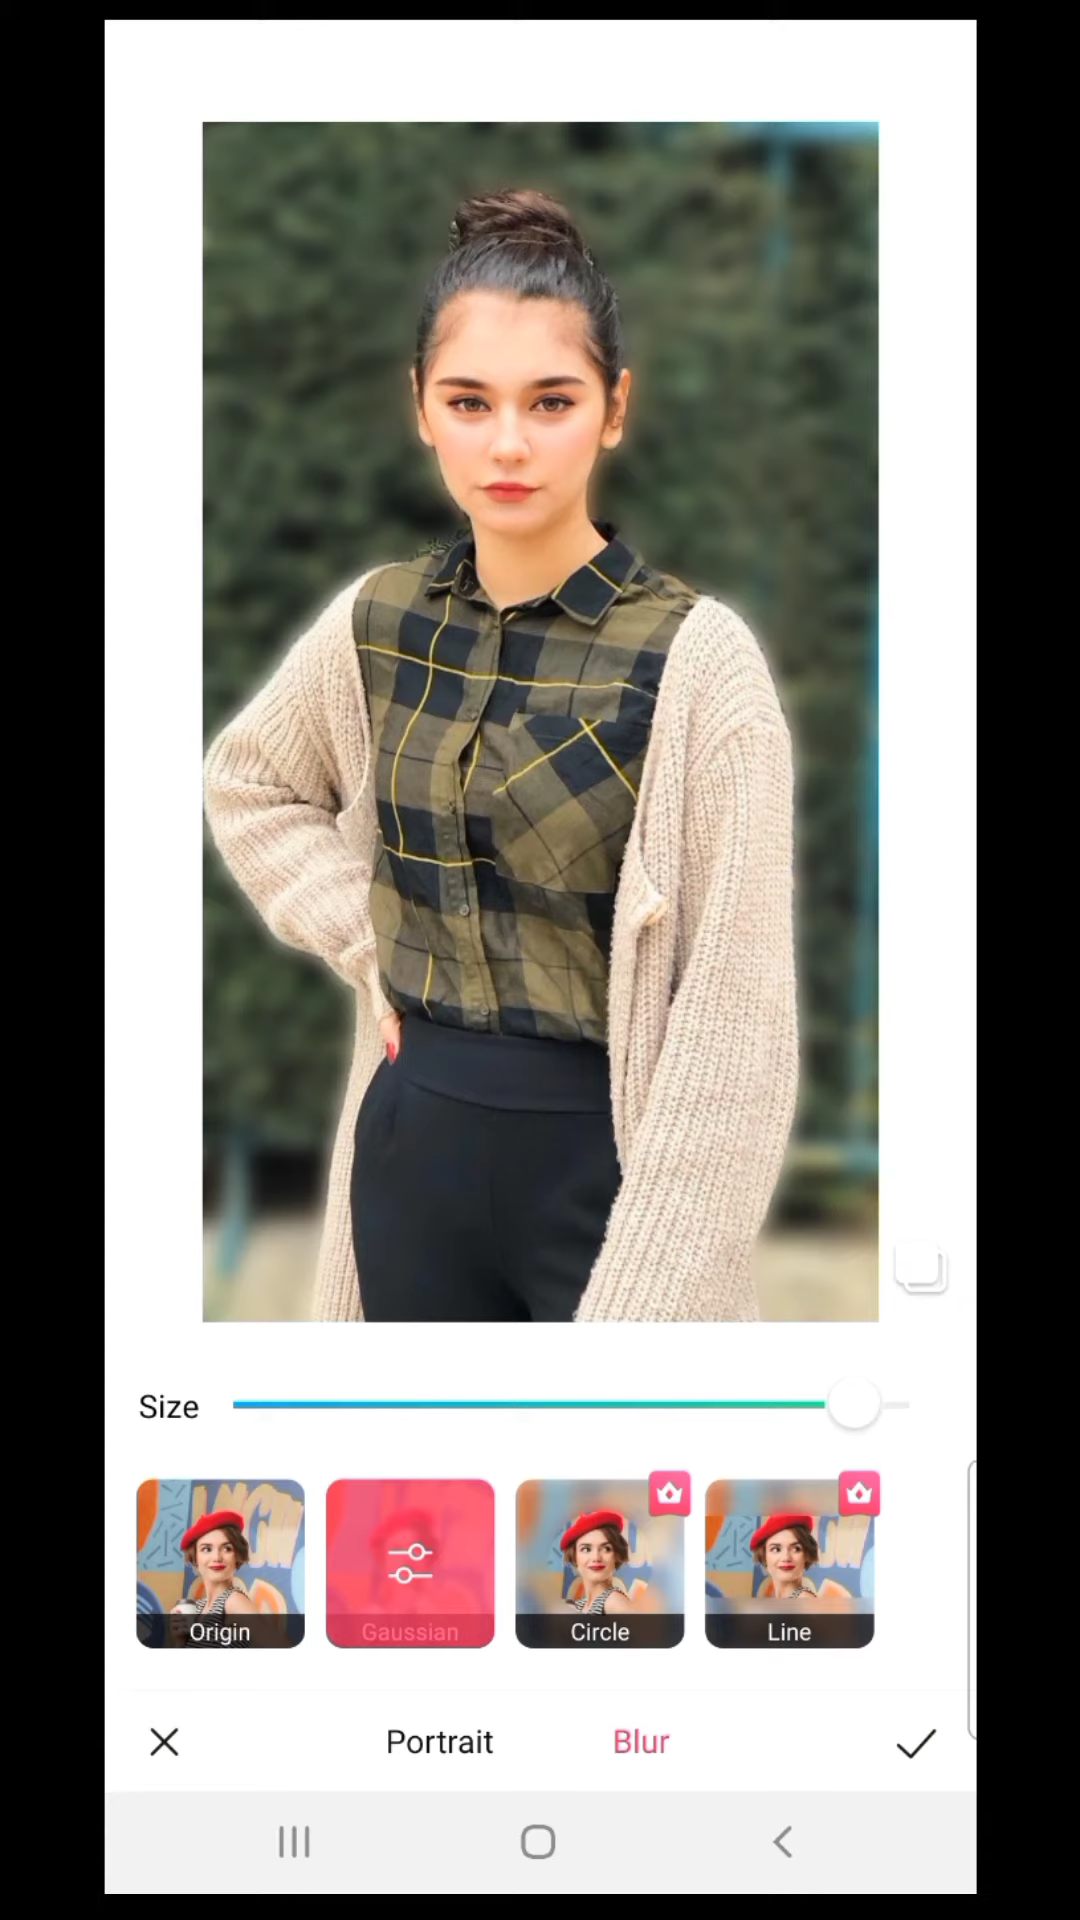 Size
Origin
Gaussian
Circle
Line
Portrait
Blur